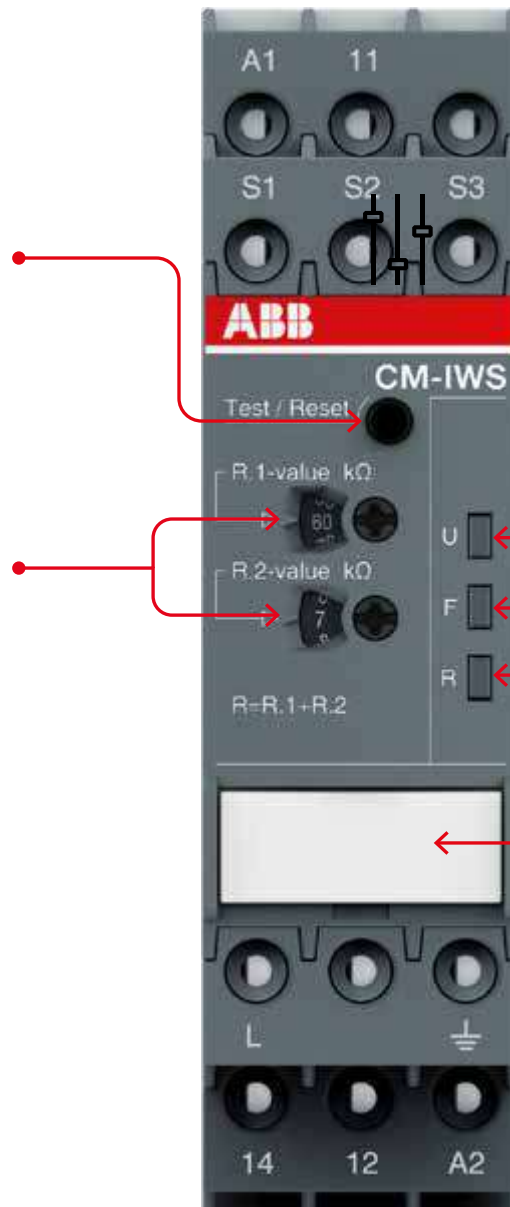 A1 11
S1 S2 S3
ABB
CM-IWS
Test / Reset
R.1-value kΩ
60
U
R.2-value kΩ
7
F
R
R=R.1+R.2
L
14 12 A2